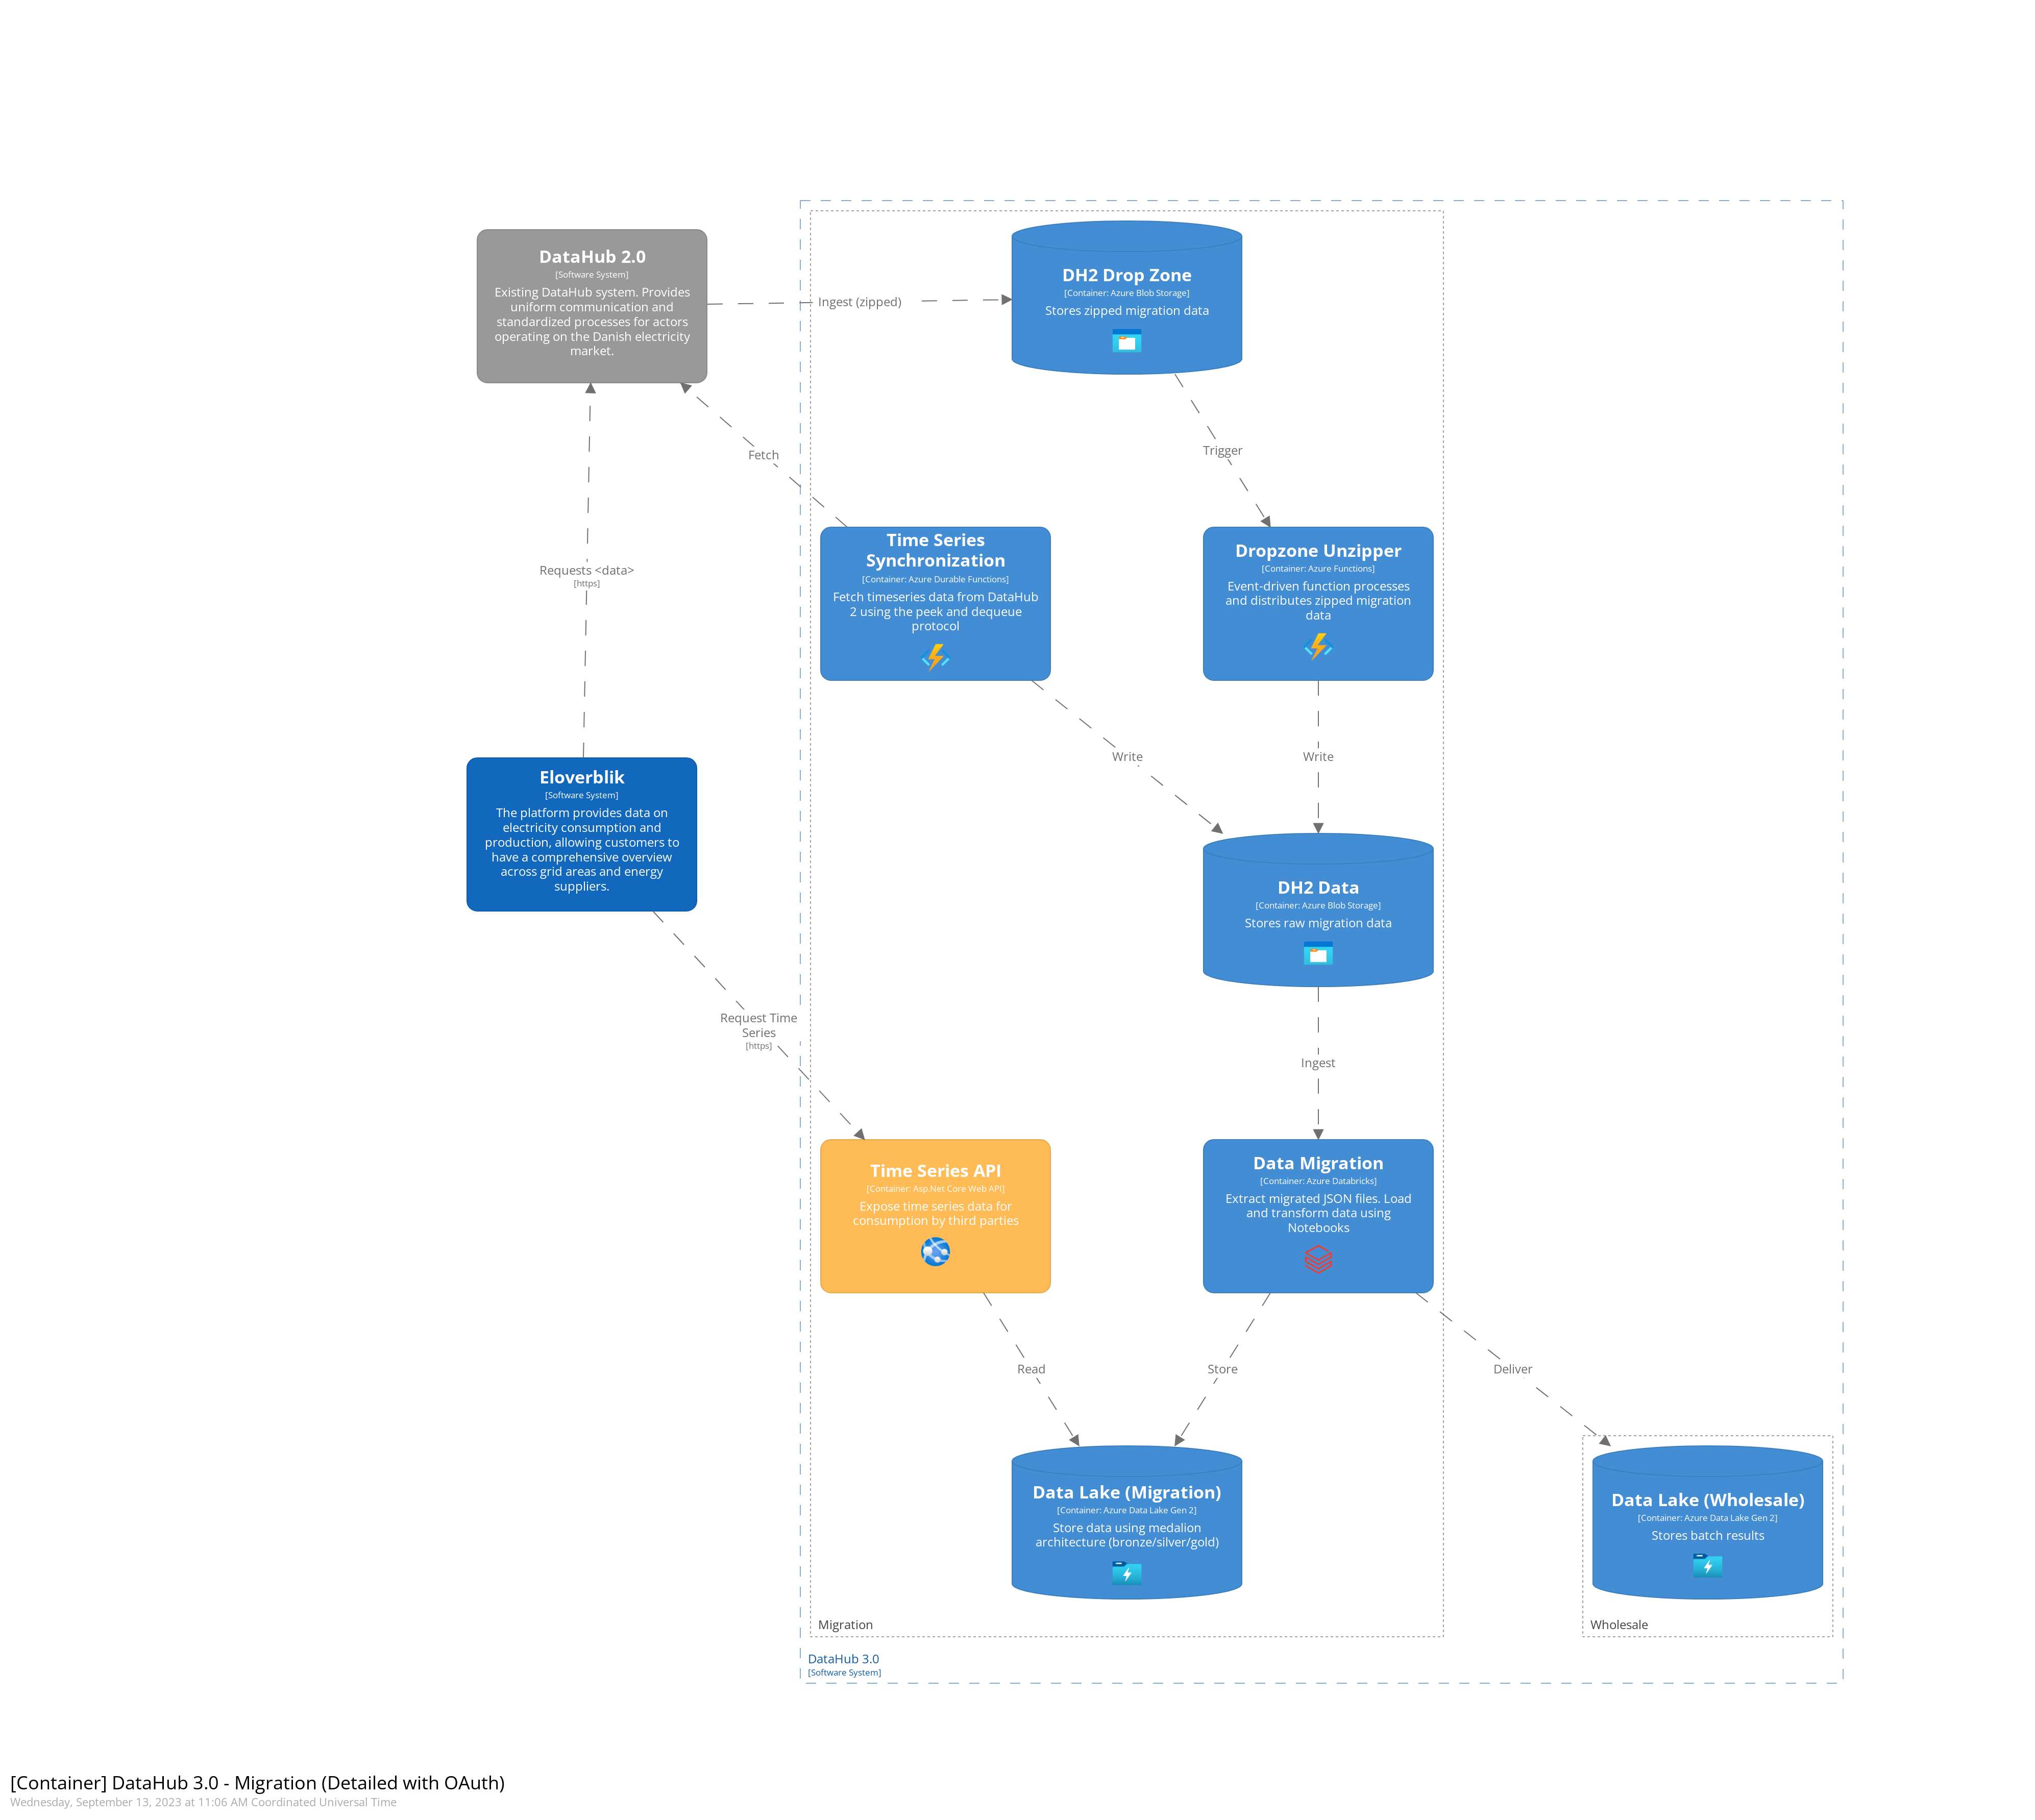 DataHub 2.0
[Software System]
Existing DataHub system. Provides
uniform communication and
standardized processes for actors
operating on the Danish electricity
market.
Ingest (zipped)
DH2 Drop Zone
[Container: Azure Blob Storage]
Stores zipped migration data
Fetch
Trigger
Time Series
Synchronization
[Container: Azure Durable Functions]
Fetch timeseries data from DataHub
2 using the peek and dequeue
protocol
Dropzone Unzipper
[Container: Azure Functions]
Event-driven function processes
and distributes zipped migration
data
Requests <data>
[https]
Write
Write
Eloverblik
[Software System]
The platform provides data on
electricity consumption and
production, allowing customers to
have a comprehensive overview
across grid areas and energy
suppliers.
DH2 Data
[Container: Azure Blob Storage]
Stores raw migration data
Request Time
Series
[https]
Ingest
Time Series API
[Container: Asp.Net Core Web API]
Expose time series data for
consumption by third parties
Data Migration
[Container: Azure Databricks]
Extract migrated JSON files. Load
and transform data using
Notebooks
Read
Store
Deliver
Data Lake (Migration)
[Container: Azure Data Lake Gen 2]
Store data using medalion
architecture (bronze/silver/gold)
Data Lake (Wholesale)
[Container: Azure Data Lake Gen 2]
Stores batch results
Migration
Wholesale
DataHub 3.0
[Software System]
[Container] DataHub 3.0 - Migration (Detailed with OAuth)
Wednesday, September 13, 2023 at 11:06 AM Coordinated Universal Time